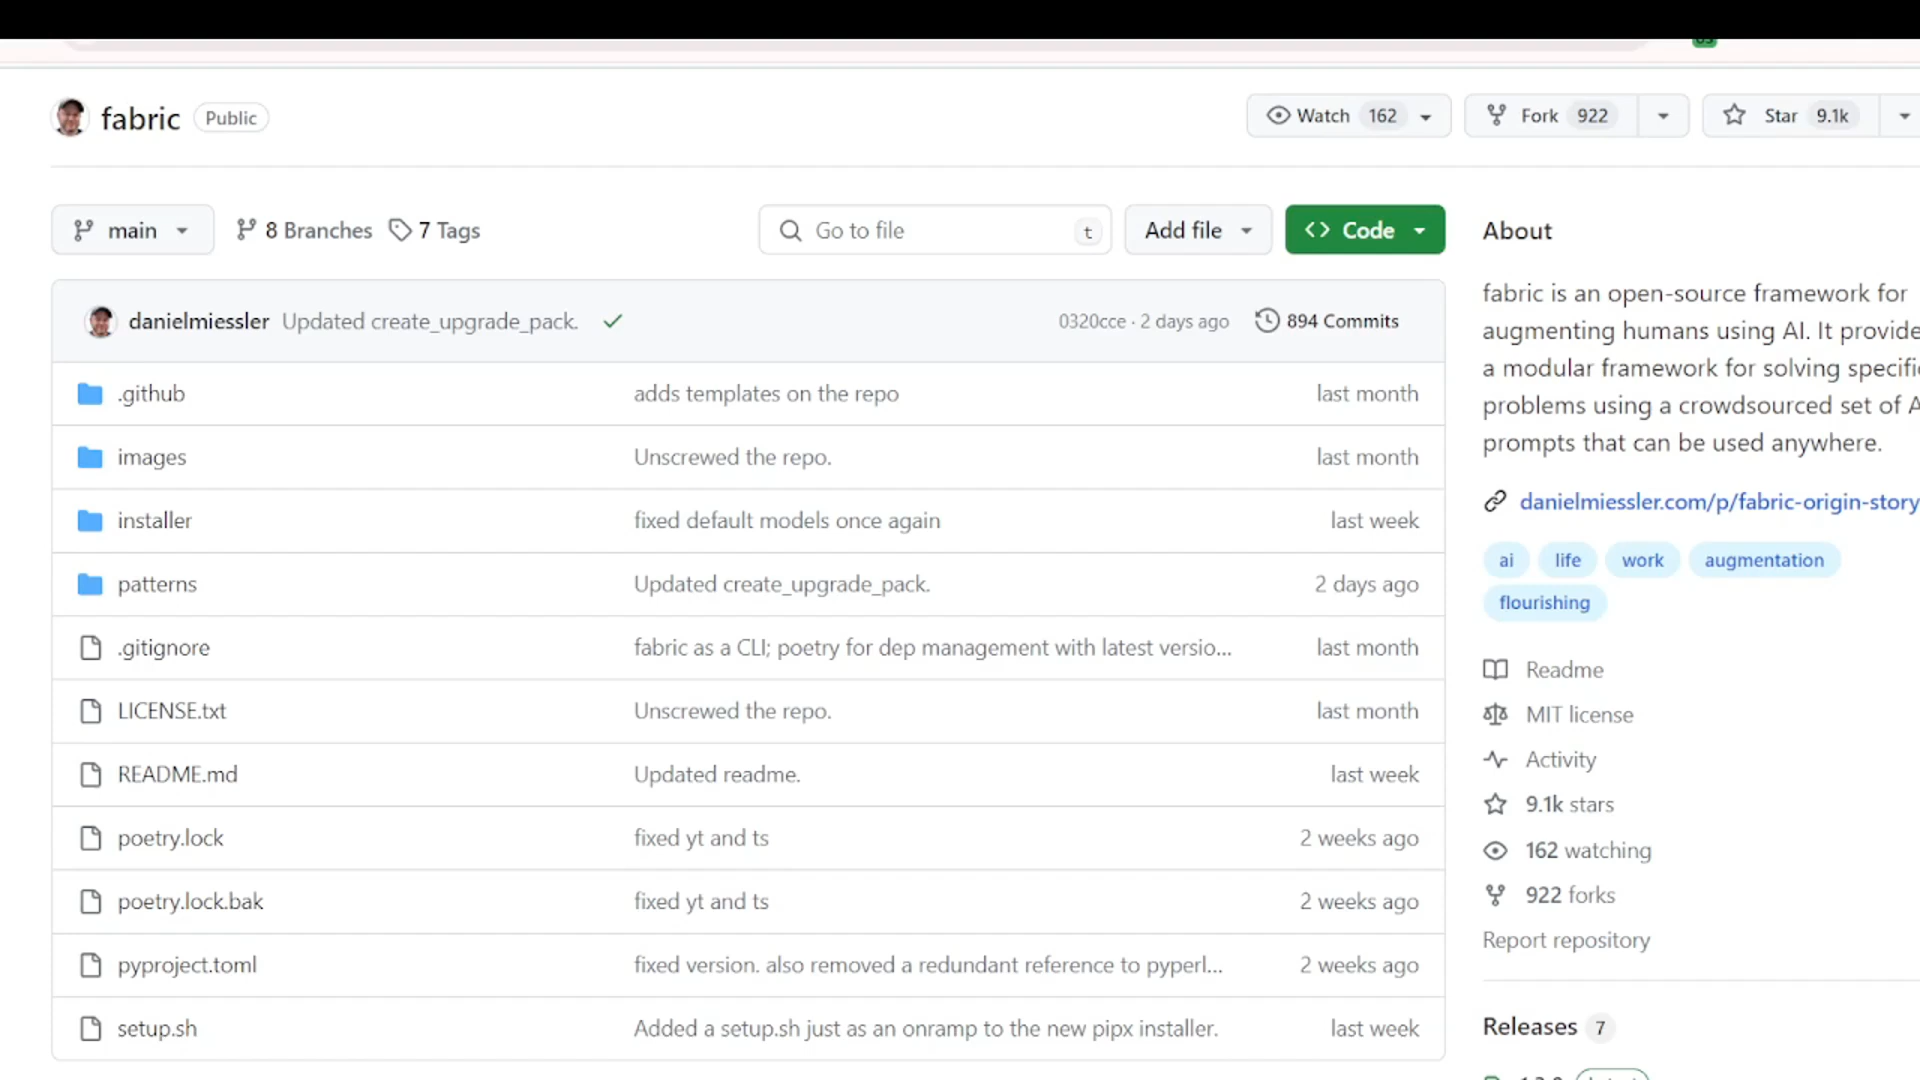 fabric Public
Watch 162
Fork 922
Star 9.1k
main
8 Branches
7 Tags
Go to file t
Add file
Code
danielmiessler Updated create_upgrade_pack. 0320cce · 2 days ago 894 Commits
.github adds templates on the repo last month
images Unscrewed the repo. last month
installer fixed default models once again last week
patterns Updated create_upgrade_pack. 2 days ago
.gitignore fabric as a CLI; poetry for dep management with latest versio... last month
LICENSE.txt Unscrewed the repo. last month
README.md Updated readme. last week
poetry.lock fixed yt and ts 2 weeks ago
poetry.lock.bak fixed yt and ts 2 weeks ago
pyproject.toml fixed version. also removed a redundant reference to pyperl... 2 weeks ago
setup.sh Added a setup.sh just as an onramp to the new pipx installer. last week
About
fabric is an open-source framework for
augmenting humans using AI. It provide
a modular framework for solving specifi
problems using a crowdsourced set of A
prompts that can be used anywhere.
danielmiessler.com/p/fabric-origin-story
ai life work augmentation
flourishing
Readme
MIT license
Activity
9.1k stars
162 watching
922 forks
Report repository
Releases 7